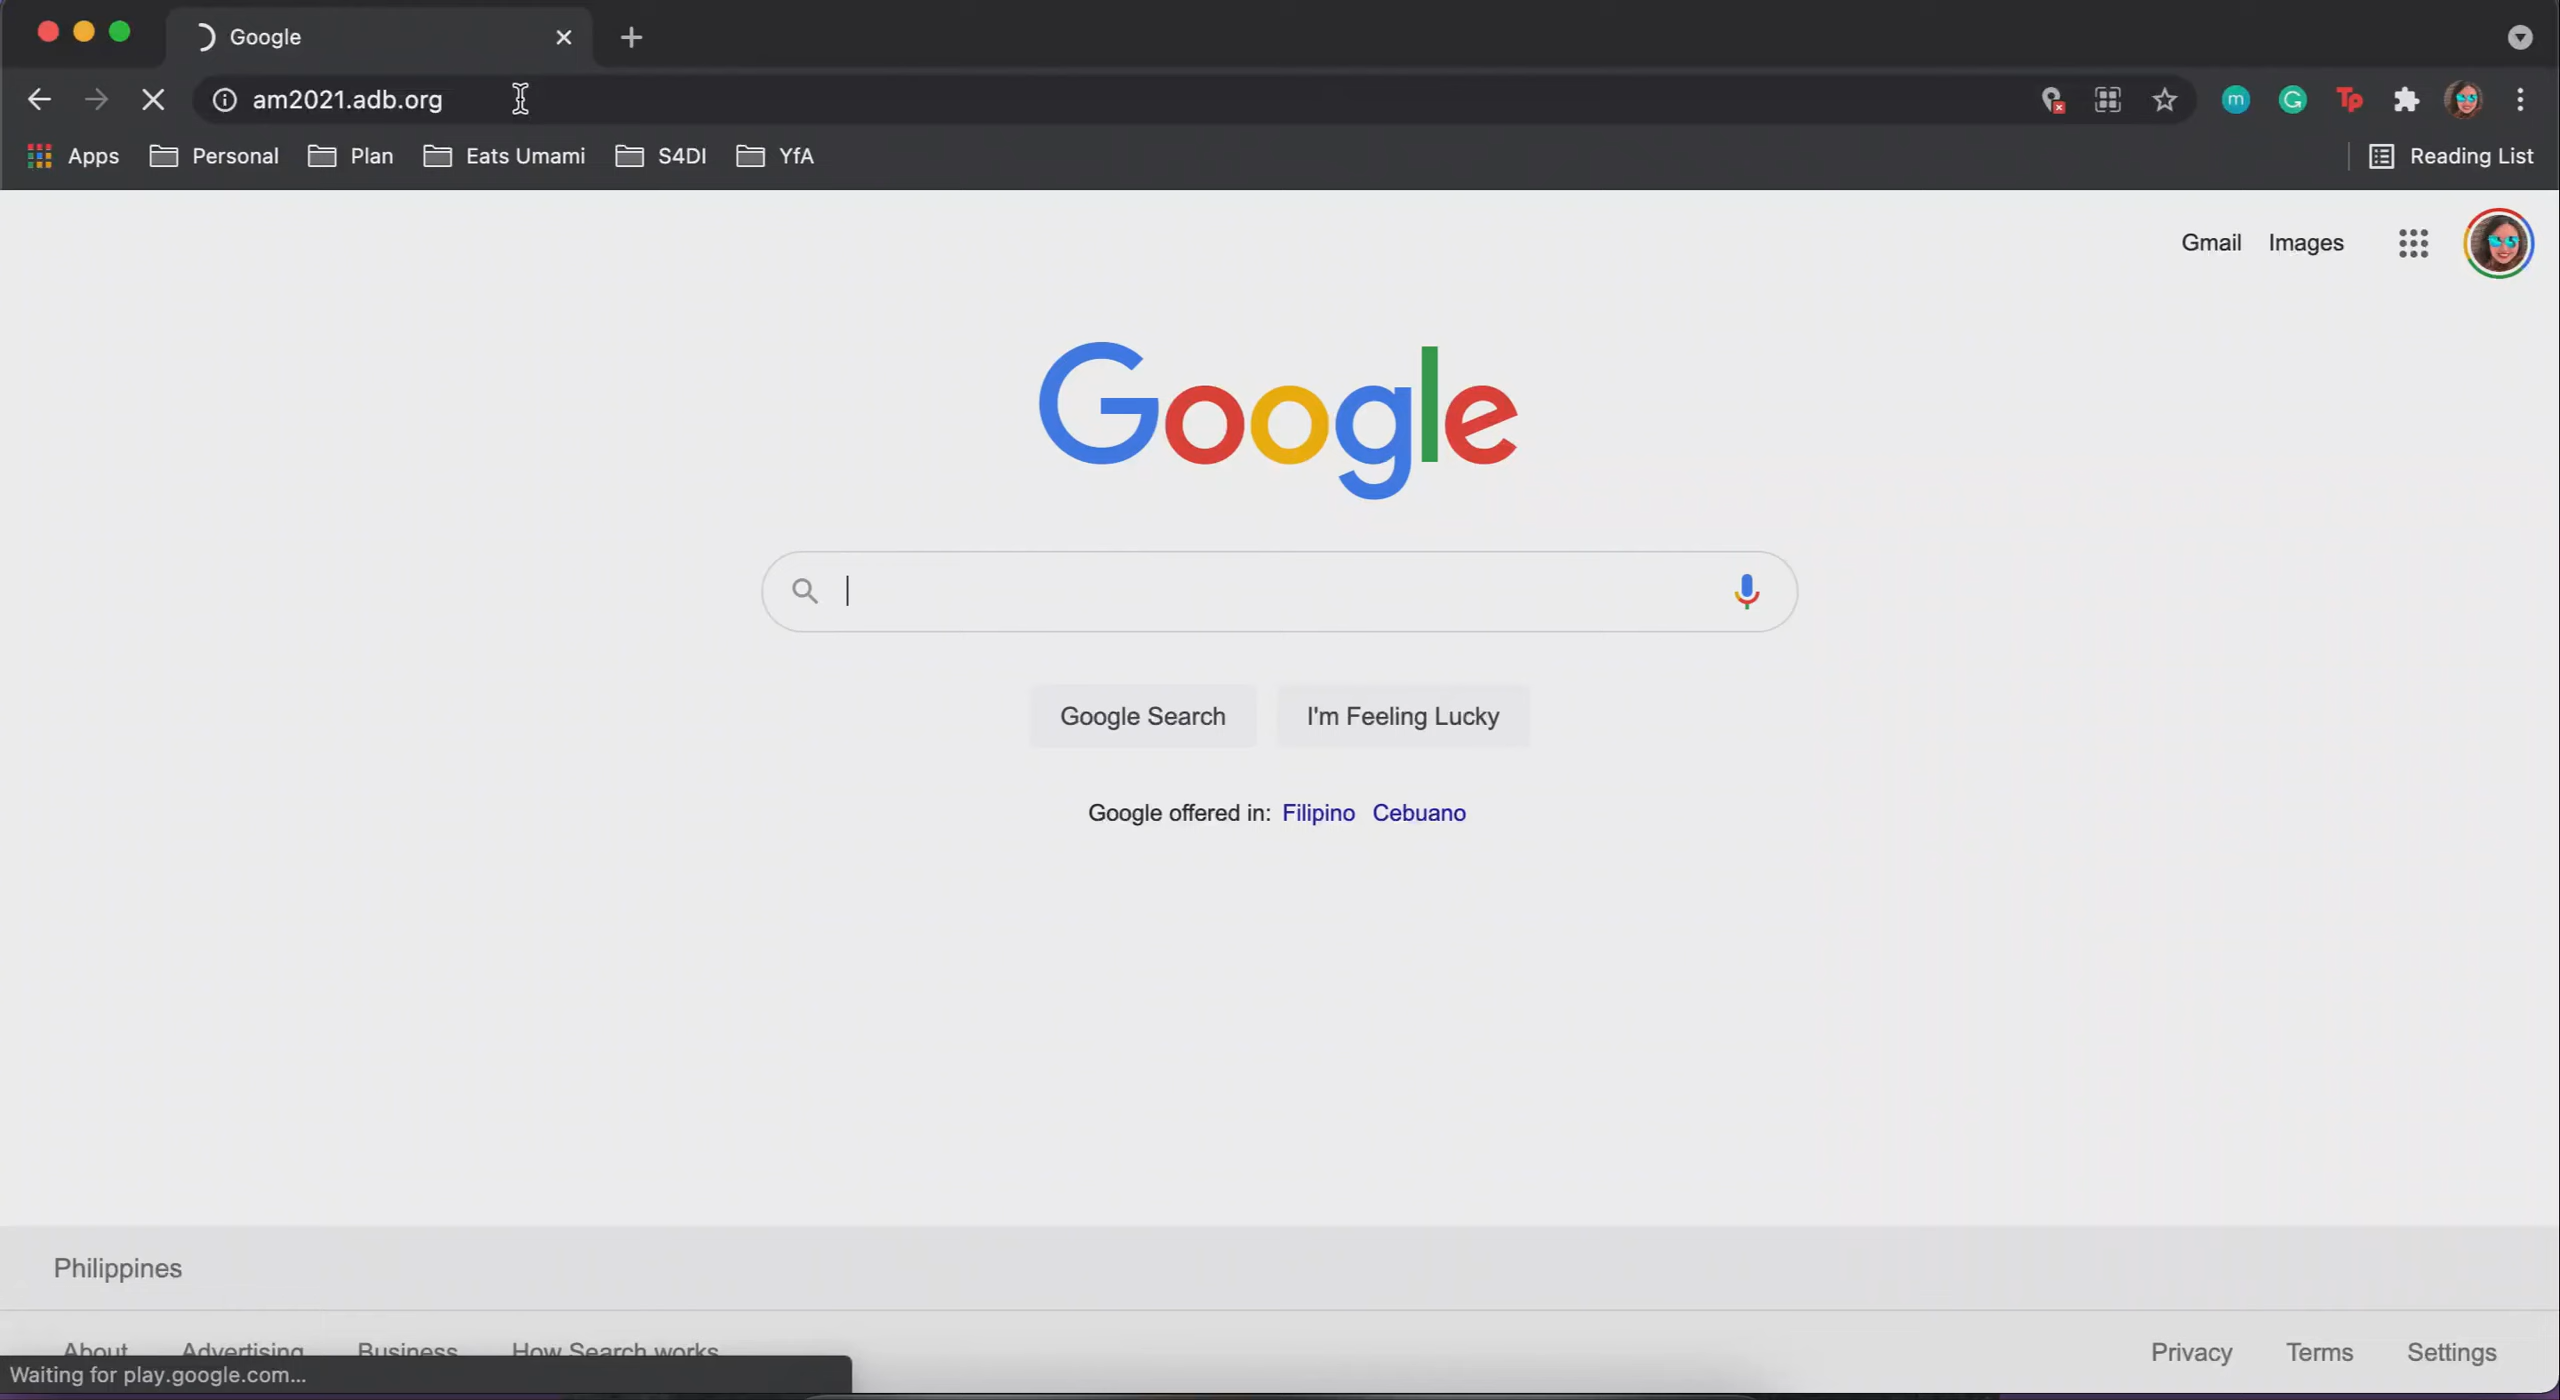 Google
am2021.adb.org
m G Tp
Apps Personal Plan Eats Umami S4DI YfA Reading List
Gmail Images
Google
Google Search I'm Feeling Lucky
Google offered in: Filipino Cebuano
Philippines
About Advertising Business How Search works Privacy Terms Settings
Waiting for play.google.com...